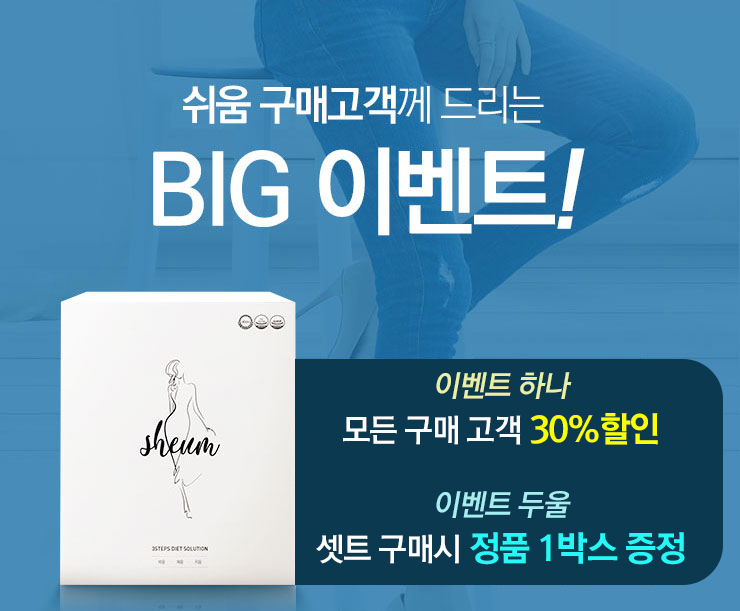 쉬움 구매고객께 드리는
BIG 이벤트!
이벤트 하나
모든 구매 고객 30%할인
이벤트 두울
셋트 구매시 정품 1박스 증정
sheum
3STEPS DIET SOLUTION